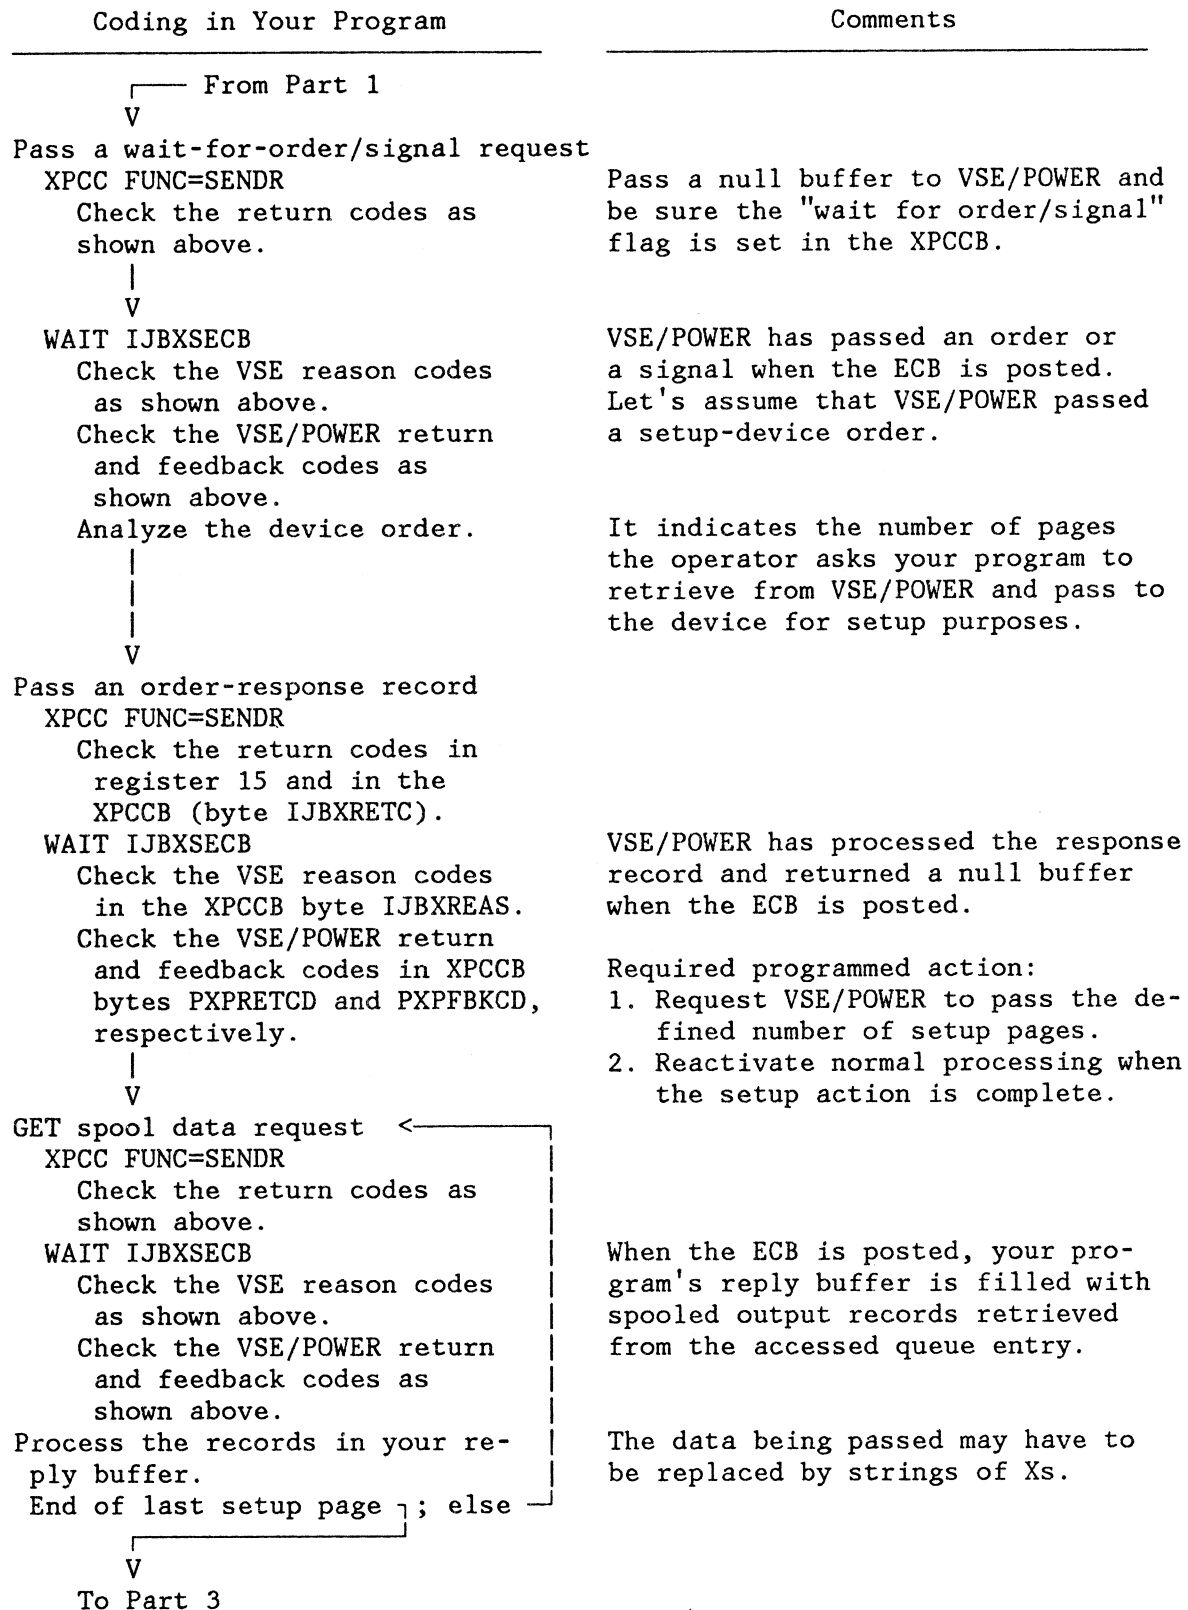 Coding in Your Program
Comments
From Part 1
V
Pass a wait-for-order/signal request
XPCC FUNC=SENDR
Check the return codes as
shown above.
Pass a null buffer to VSE/POWER and
be sure the "wait for order/signal"
flag is set in the XPCCB.
V
WAIT IJBXSECB
Check the VSE reason codes
as shown above.
Check the VSE/POWER return
and feedback codes as
shown above.
Analyze the device order.
VSE/POWER has passed an order or
a signal when the ECB is posted.
Let's assume that VSE/POWER passed
a setup-device order.
It indicates the number of pages
the operator asks your program to
retrieve from VSE/POWER and pass to
the device for setup purposes.
V
Pass an order-response record
XPCC FUNC=SENDR
Check the return codes in
register 15 and in the
XPCCB (byte IJBXRETC).
WAIT IJBXSECB
Check the VSE reason codes
in the XPCCB byte IJBXREAS.
Check the VSE/POWER return
and feedback codes in XPCCB
bytes PXPRETCD and PXPFBKCD,
respectively.
VSE/POWER has processed the response
record and returned a null buffer
when the ECB is posted.
Required programmed action:
1. Request VSE/POWER to pass the de-
fined number of setup pages.
2. Reactivate normal processing when
the setup action is complete.
V
GET spool data request <
XPCC FUNC=SENDR
Check the return codes as
shown above.
WAIT IJBXSECB
Check the VSE reason codes
as shown above.
Check the VSE/POWER return
and feedback codes as
shown above.
When the ECB is posted, your pro-
gram's reply buffer is filled with
spooled output records retrieved
from the accessed queue entry.
Process the records in your re-
ply buffer.
End of last setup page ; else
The data being passed may have to
be replaced by strings of Xs.
V
To Part 3